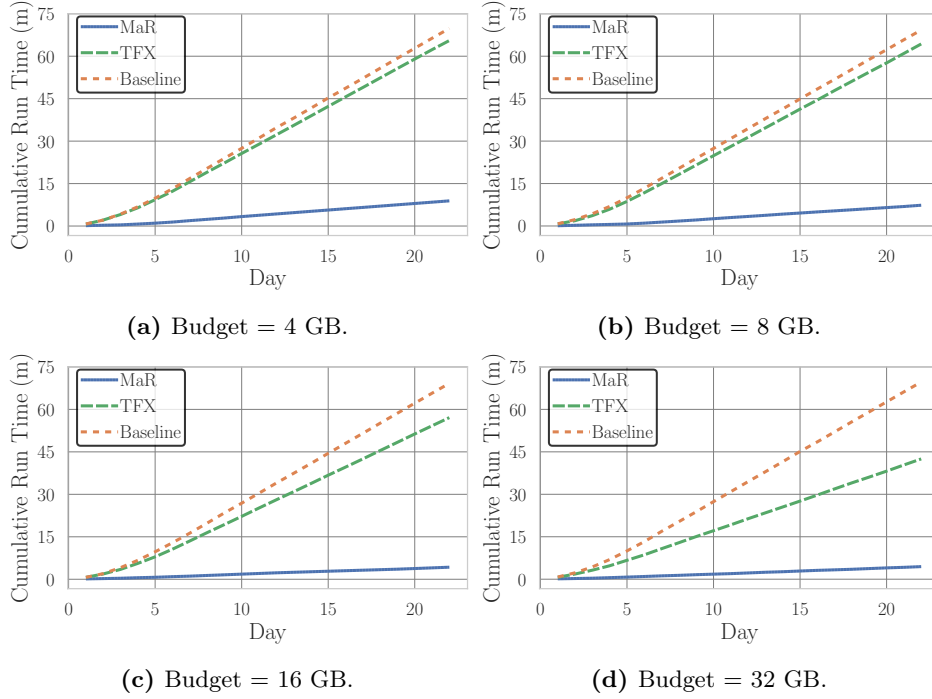 Cumulative Run Time (m)
75
60
45
30
15
0
MaR
TFX
Baseline
0 5 10 15 20
Day
(a) Budget = 4 GB.
Cumulative Run Time (m)
75
60
45
30
15
0
MaR
TFX
Baseline
0 5 10 15 20
Day
(b) Budget = 8 GB.
Cumulative Run Time (m)
75
60
45
30
15
0
MaR
TFX
Baseline
0 5 10 15 20
Day
(c) Budget = 16 GB.
Cumulative Run Time (m)
75
60
45
30
15
0
MaR
TFX
Baseline
0 5 10 15 20
Day
(d) Budget = 32 GB.